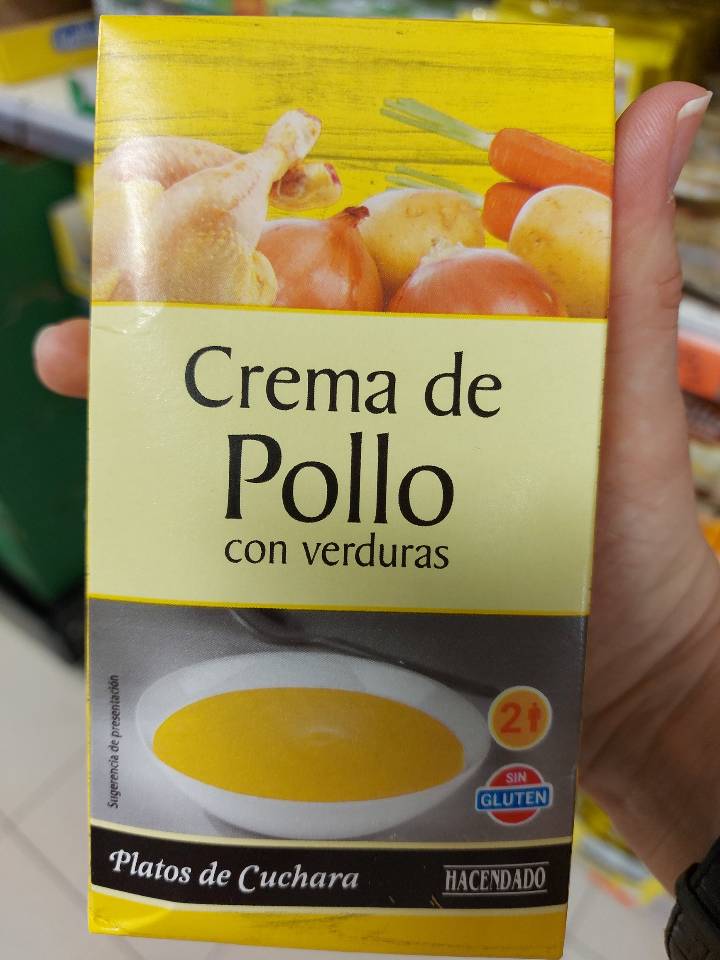 Crema de
Pollo
con verduras
Sugerencia de presentación
2
SIN
GLUTEN
Platos de Cuchara
HACENDADO